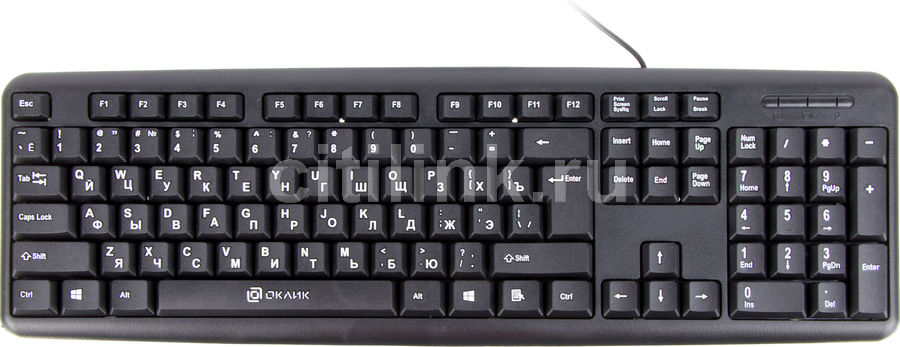 Esc F1 F2 F3 F4 F5 F6 F7 F8 F9 F10 F11 F12 Print Screen SysRq Scroll Lock Pause Break
~ ` Ё ! 1 @ " 2 # № 3 $ ; 4 % 5 ^ : 6 & ? 7 * 8 ( 9 ) 0 _ - + = ← Insert Home Page Up Num Lock / * -
citilink.ru
Tab Q Й W Ц E У R К T Е Y Н U Г I Ш O Щ P З { [ Х } ] Ъ Enter Delete End Page Down 7 Home 8 ↑ 9 PgUp +
Caps Lock A Ф S Ы D В F А G П H Р J О K Л L Д : ; Ж " ' Э | \ / 4 ← 5 6 →
Shift Z Я X Ч C С V М B И N Т M Ь < , Б > . Ю ? / Shift ↑ 1 End 2 ↓ 3 PgDn Enter
Ctrl Alt ОКЛИК Alt Ctrl ← ↓ → 0 Ins . Del